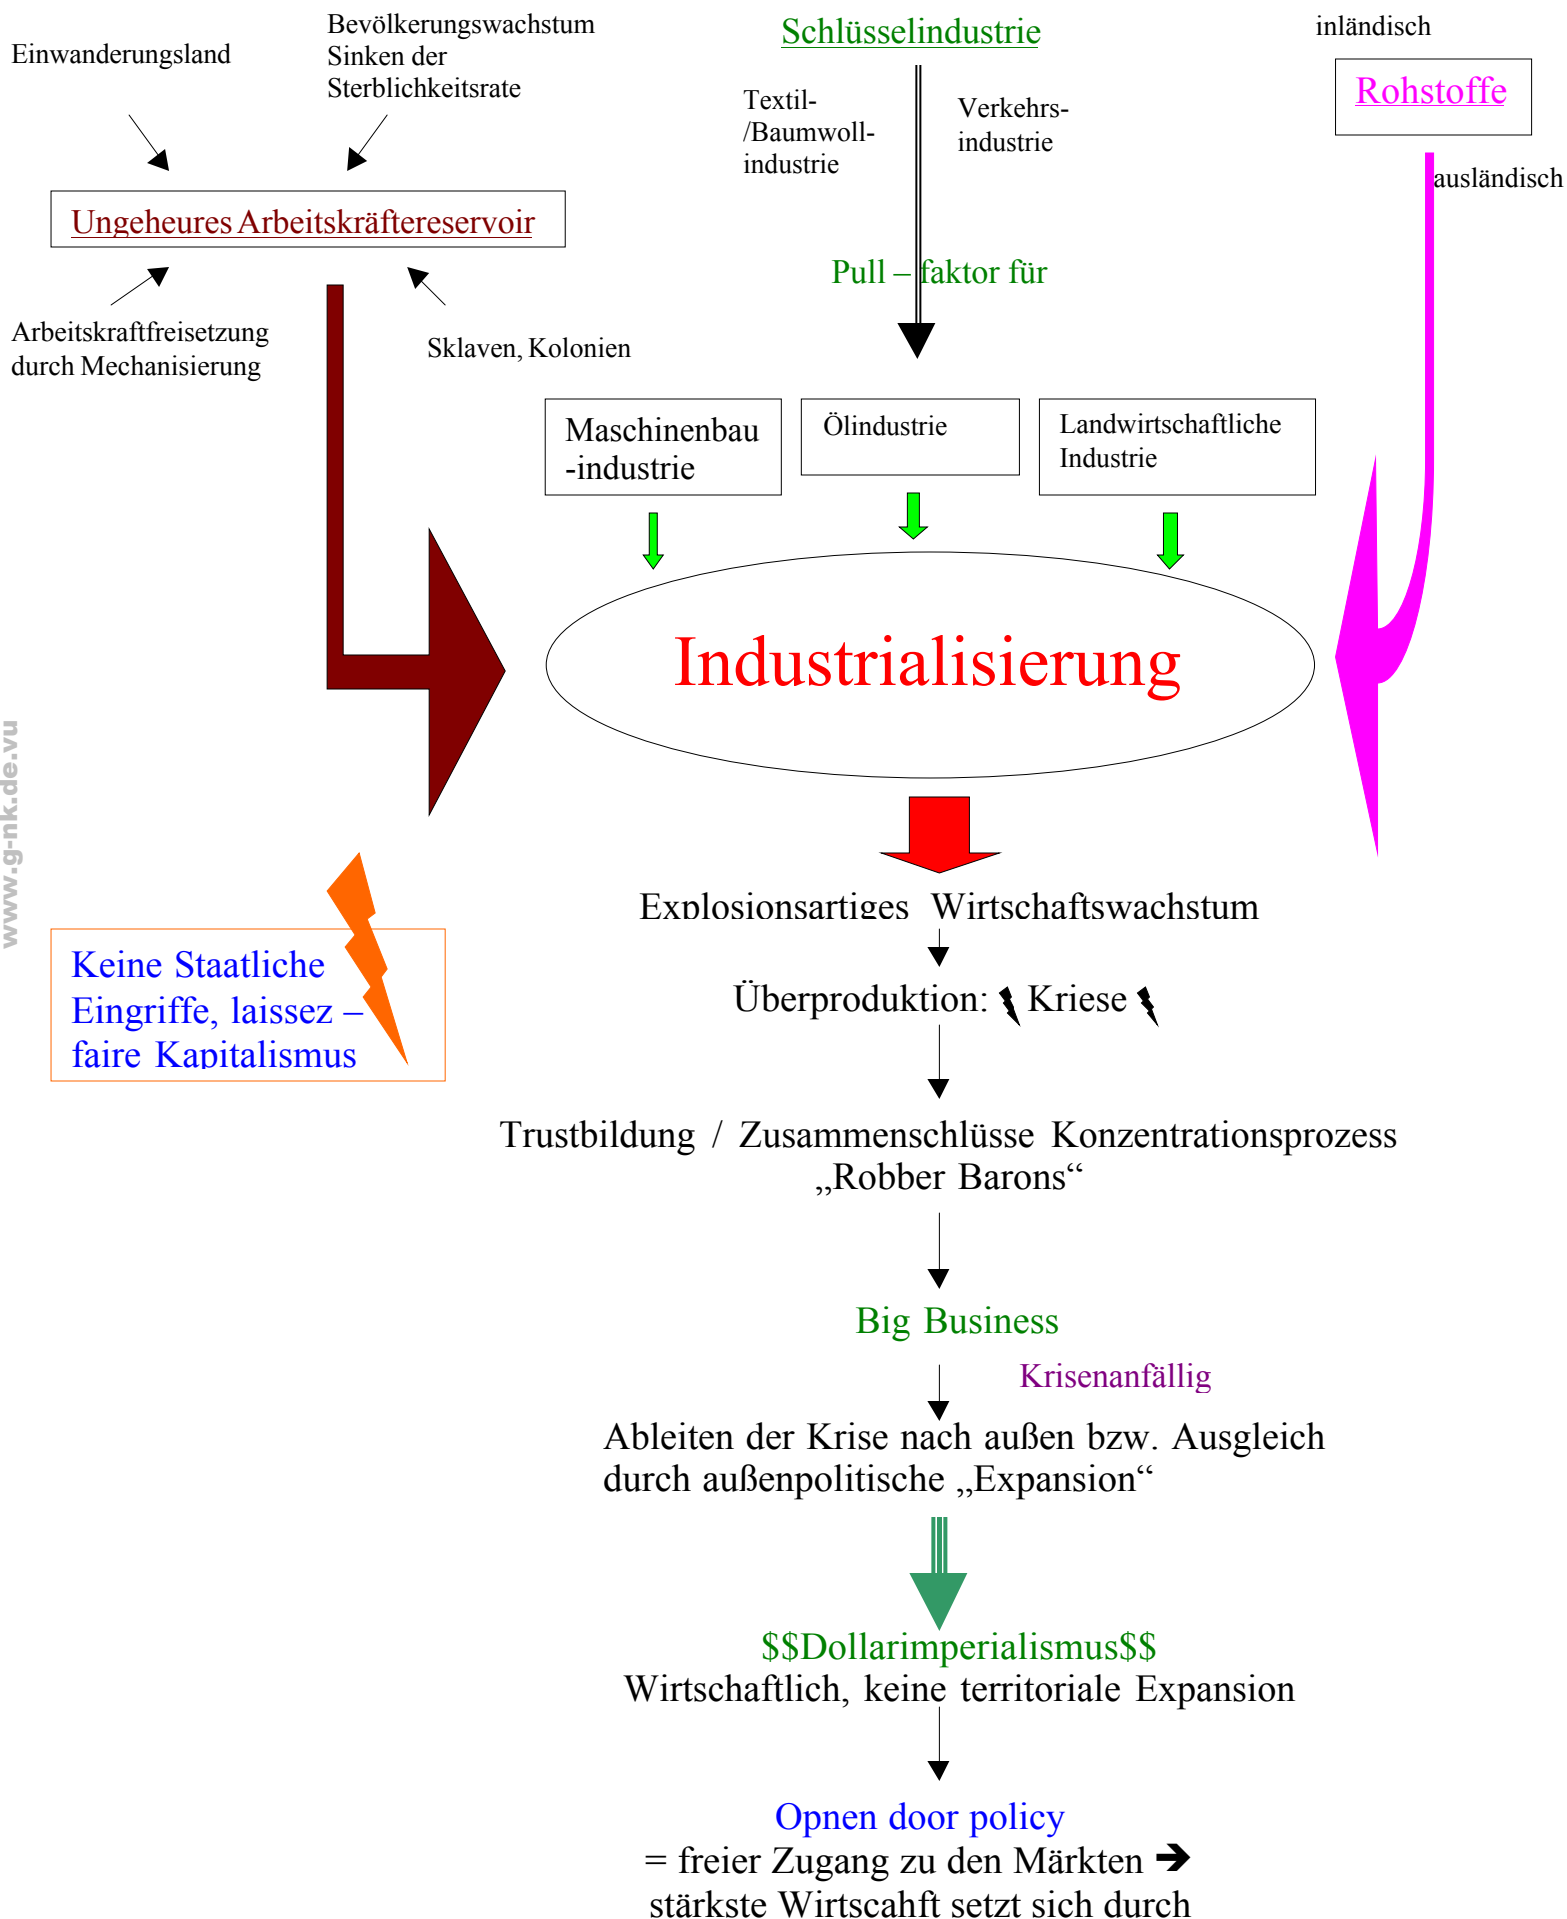 Einwanderungsland
Bevölkerungswachstum
Sinken der
Sterblichkeitsrate
Schlüsselindustrie
inländisch
Rohstoffe
ausländisch
Textil-
/Baumwoll-
industrie
Verkehrs-
industrie
Ungeheures Arbeitskräftereservoir
Pull – faktor für
Arbeitskraftfreisetzung
durch Mechanisierung
Sklaven, Kolonien
Maschinenbau
-industrie
Ölindustrie
Landwirtschaftliche
Industrie
Industrialisierung
www.g-nk.de.vu
Keine Staatliche
Eingriffe, laissez –
faire Kapitalismus
Explosionsartiges Wirtschaftswachstum
Überproduktion: Kriese
Trustbildung / Zusammenschlüsse Konzentrationsprozess
„Robber Barons“
Big Business
Krisenanfällig
Ableiten der Krise nach außen bzw. Ausgleich
durch außenpolitische „Expansion“
$$Dollarimperialismus$$
Wirtschaftlich, keine territoriale Expansion
Opnen door policy
= freier Zugang zu den Märkten ➔
stärkste Wirtscahft setzt sich durch